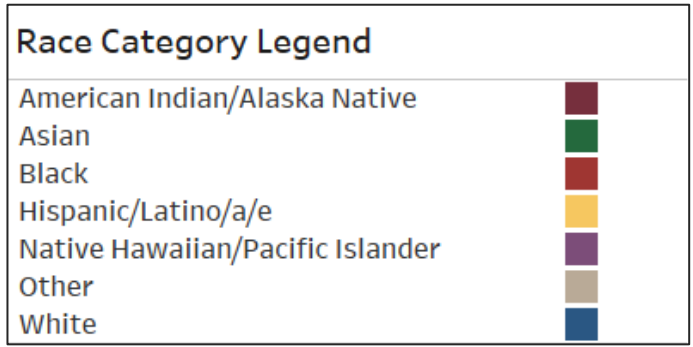 Race Category Legend
American Indian/Alaska Native
Asian
Black
Hispanic/Latino/a/e
Native Hawaiian/Pacific Islander
Other
White